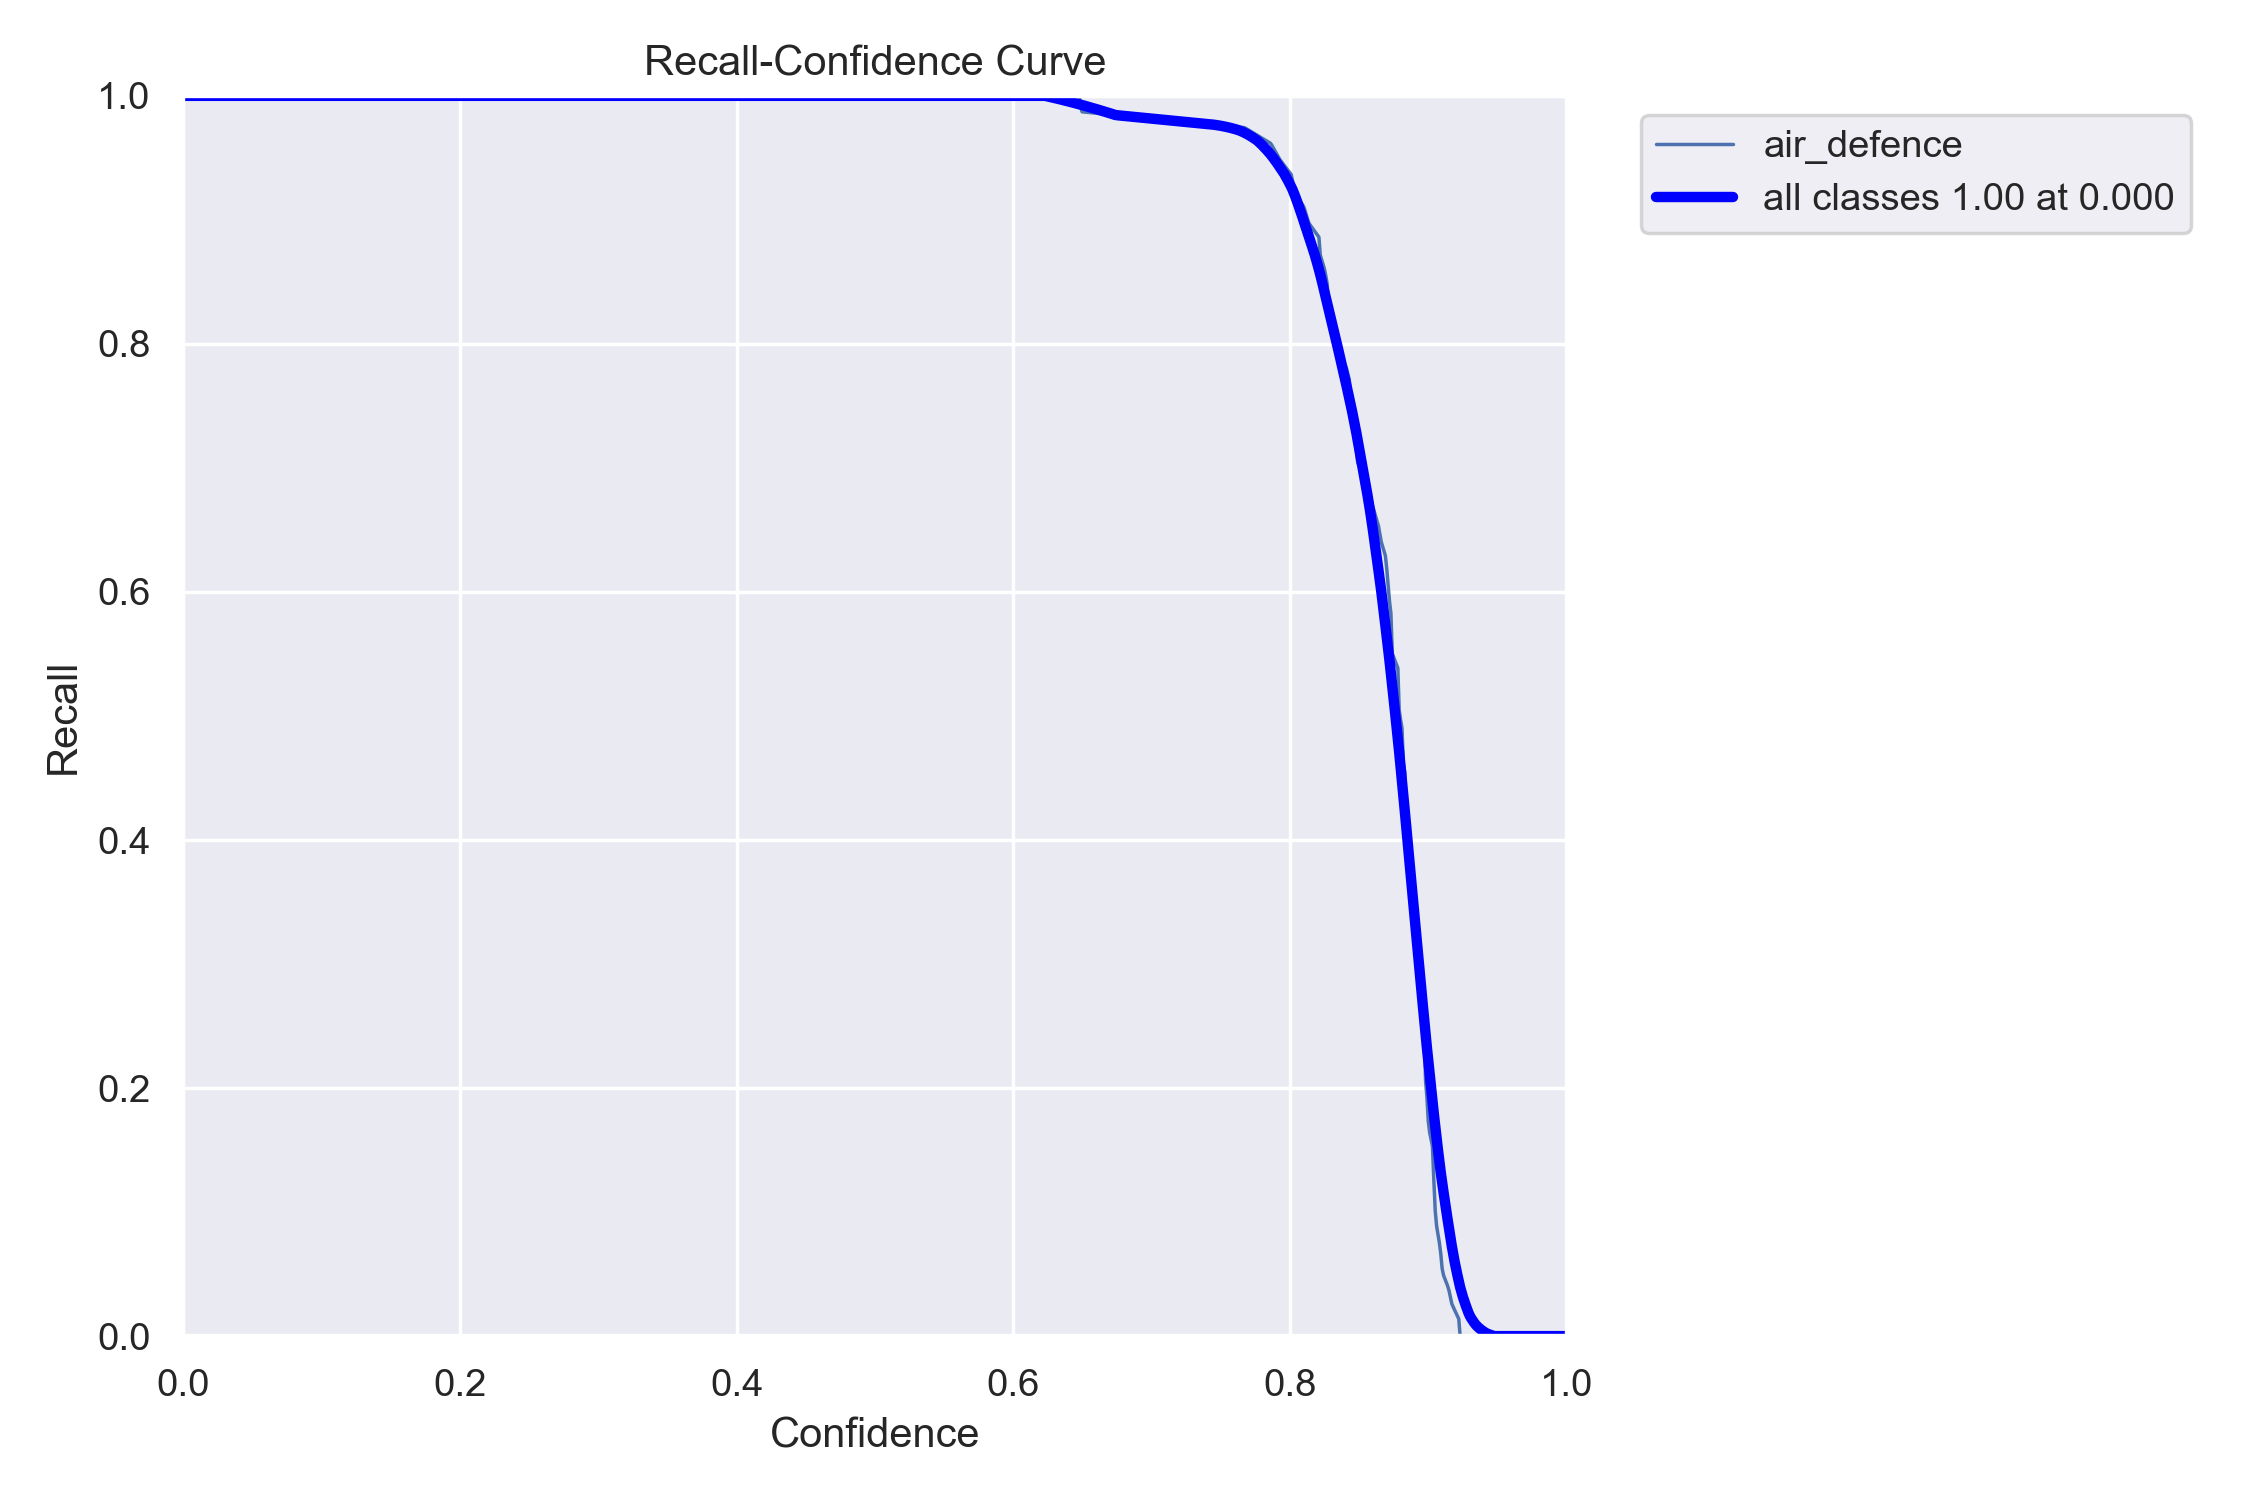 Recall-Confidence Curve
1.0
0.8
0.6
0.4
0.2
0.0
Recall
0.0 0.2 0.4 0.6 0.8 1.0
Confidence
air_defence
all classes 1.00 at 0.000